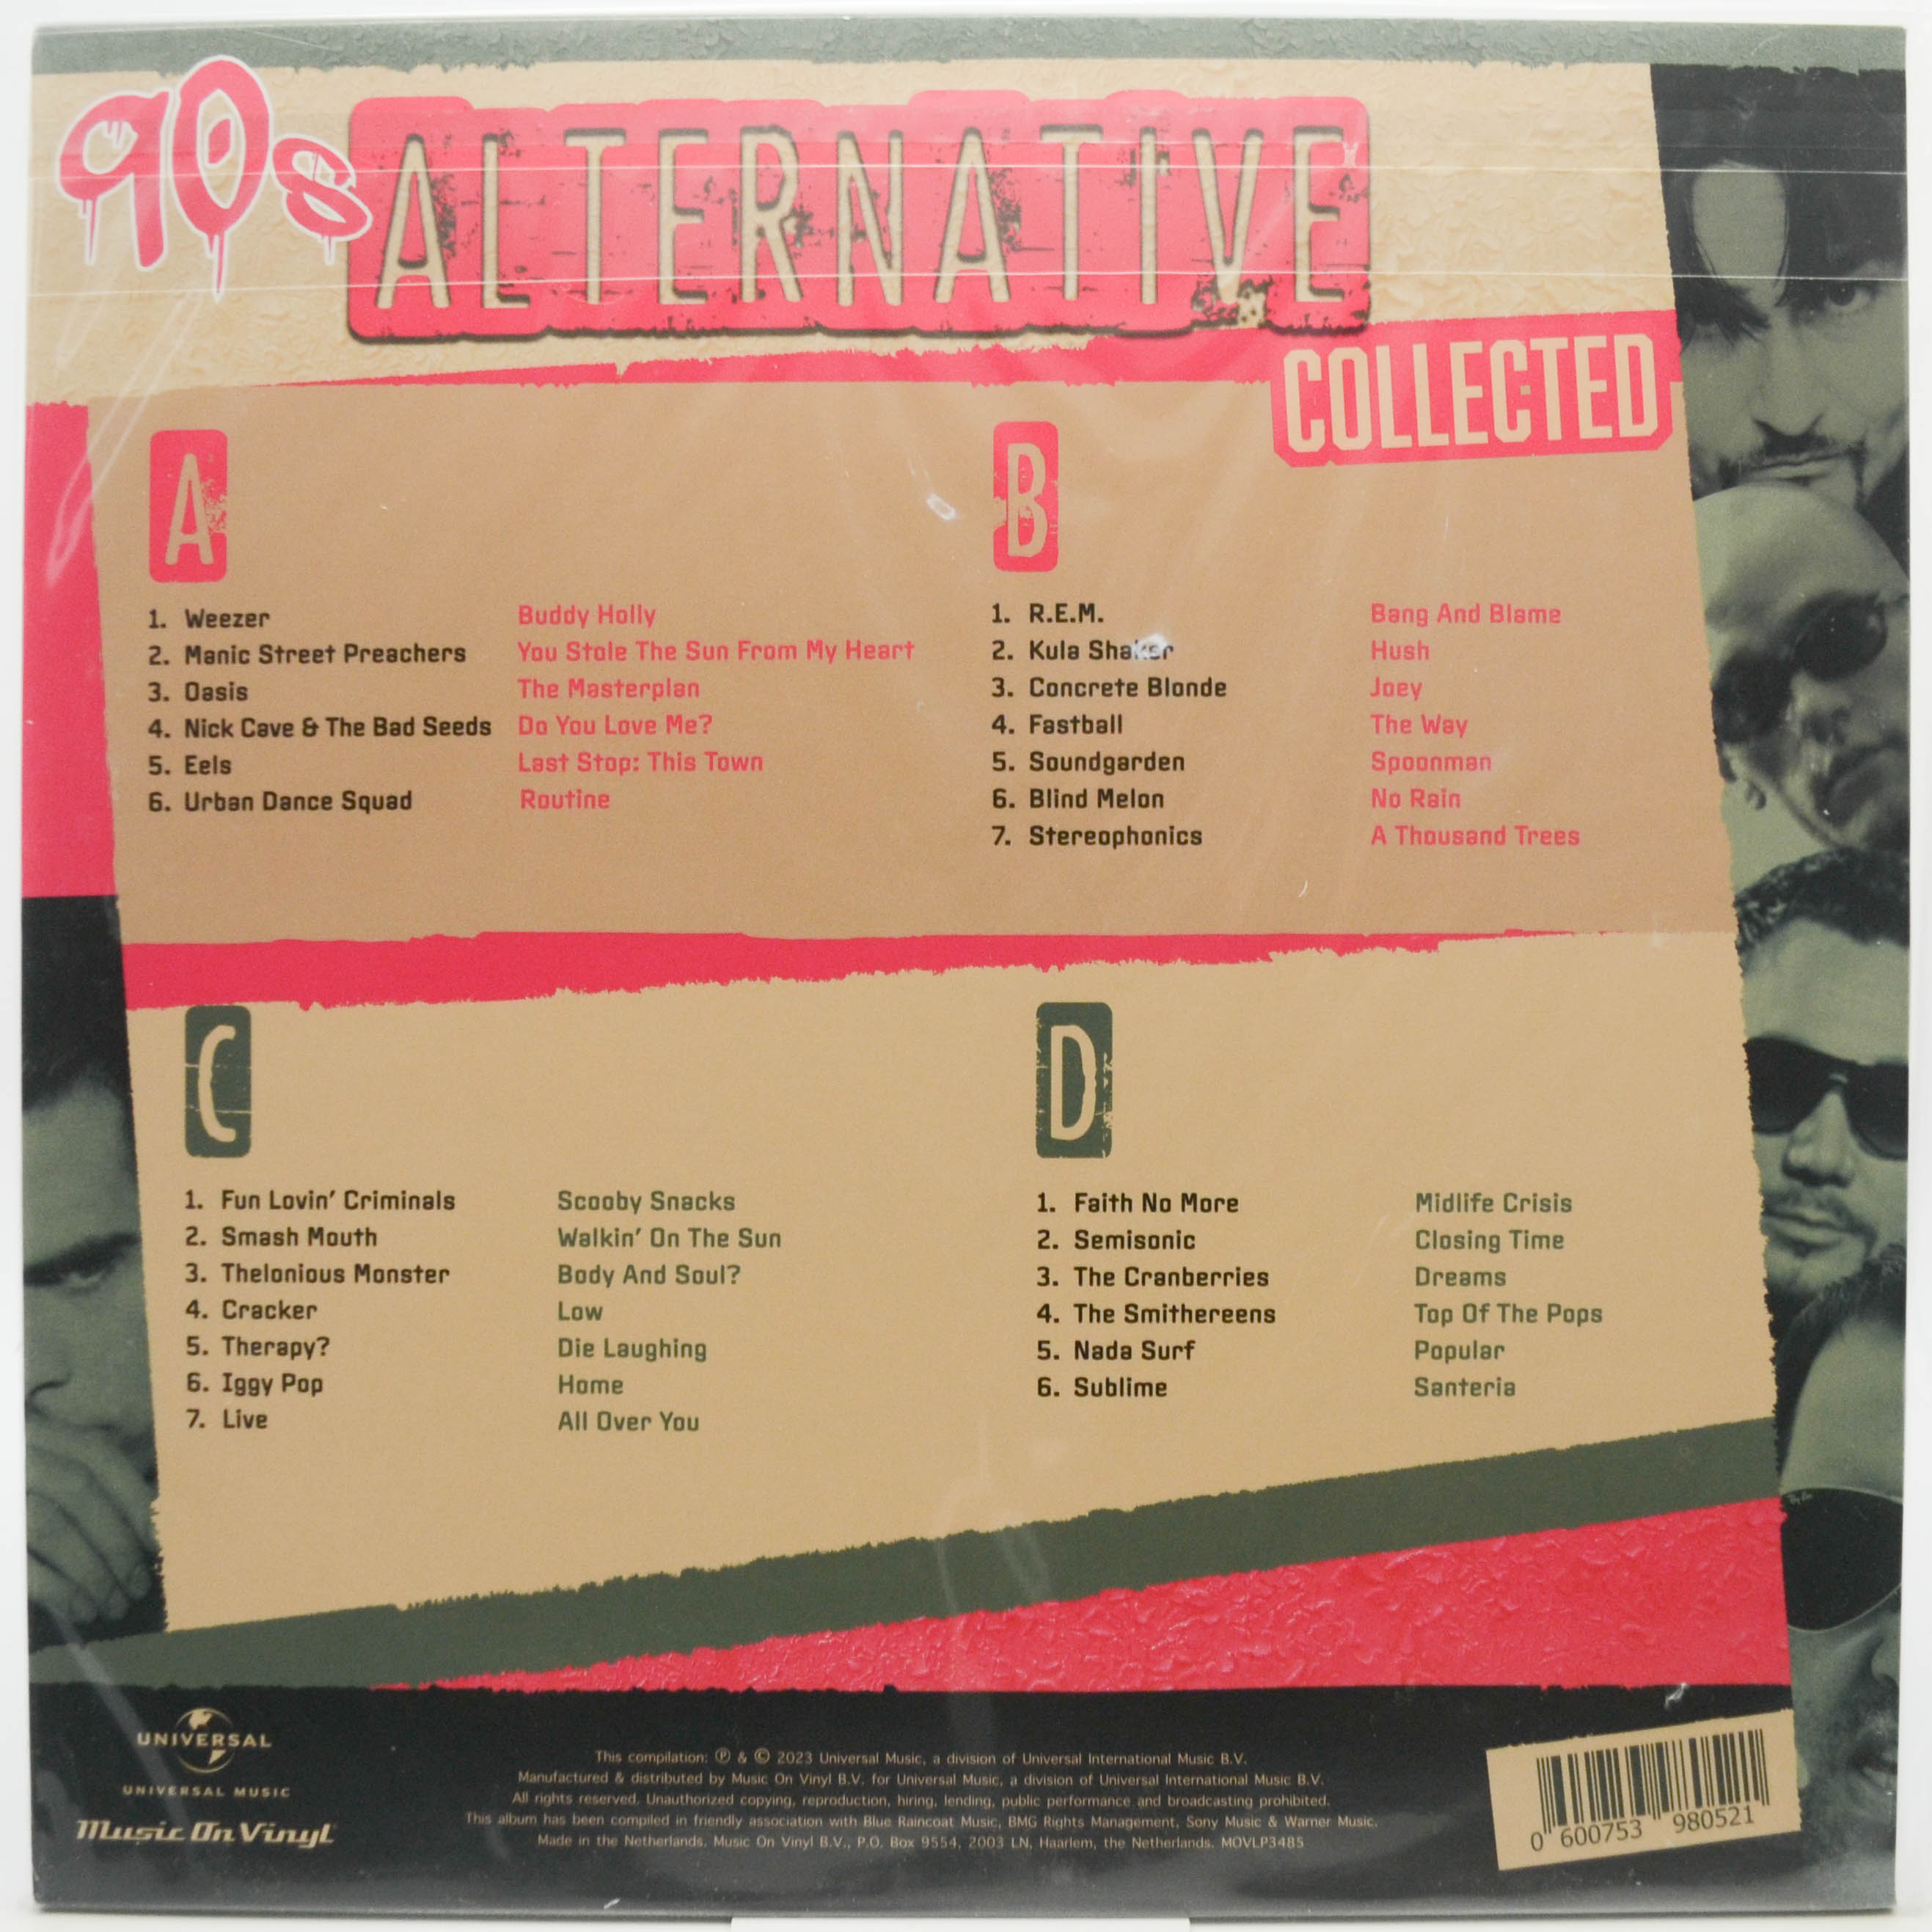 90s ALTERNATIVE
COLLECTED
A
1. Weezer Buddy Holly
2. Manic Street Preachers You Stole The Sun From My Heart
3. Oasis The Masterplan
4. Nick Cave & The Bad Seeds Do You Love Me?
5. Eels Last Stop: This Town
6. Urban Dance Squad Routine
B
1. R.E.M. Bang And Blame
2. Kula Shaker Hush
3. Concrete Blonde Joey
4. Fastball The Way
5. Soundgarden Spoonman
6. Blind Melon No Rain
7. Stereophonics A Thousand Trees
C
1. Fun Lovin' Criminals Scooby Snacks
2. Smash Mouth Walkin' On The Sun
3. Thelonious Monster Body And Soul?
4. Cracker Low
5. Therapy? Die Laughing
6. Iggy Pop Home
7. Live All Over You
D
1. Faith No More Midlife Crisis
2. Semisonic Closing Time
3. The Cranberries Dreams
4. The Smithereens Top Of The Pops
5. Nada Surf Popular
6. Sublime Santeria
UNIVERSAL
UNIVERSAL MUSIC
Music On Vinyl
This compilation: ℗ & © 2023 Universal Music, a division of Universal International Music B.V.
Manufactured & distributed by Music On Vinyl B.V. for Universal Music, a division of Universal International Music B.V.
All rights reserved. Unauthorized copying, reproduction, hiring, lending, public performance and broadcasting prohibited.
This album has been compiled in friendly association with Blue Raincoat Music, BMG Rights Management, Sony Music & Warner Music.
Made in the Netherlands. Music On Vinyl B.V., P.O. Box 9554, 2003 LN, Haarlem, the Netherlands. MOVLP3485
0 600753 980521